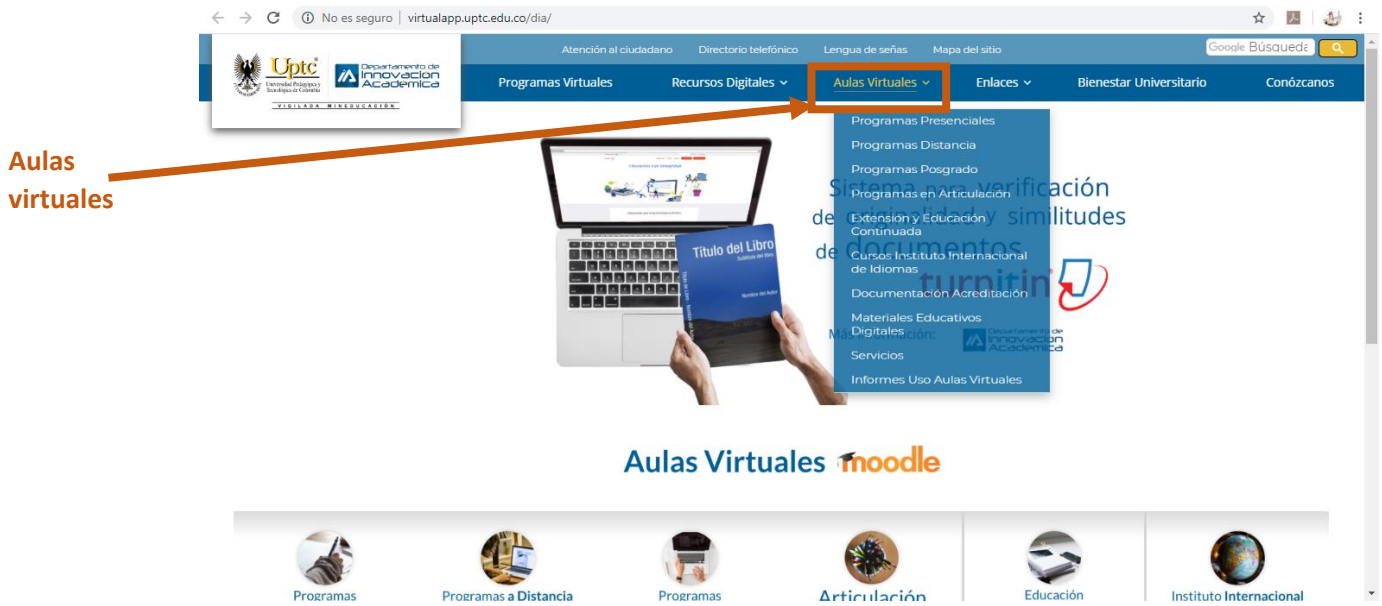 No es seguro | virtualapp.uptc.edu.co/dia/
Atención al ciudadano Directorio telefónico Lengua de señas Mapa del sitio
Google Búsqueda
Uptc
Universidad Pedagógica y
Tecnológica de Colombia
Departamento de
Innovación
Académica
VIGILADA MINEDUCACIÓN
Programas Virtuales Recursos Digitales Aulas Virtuales Enlaces Bienestar Universitario Conózcanos
Aulas
virtuales
Programas Presenciales
Programas Distancia
Programas Posgrado
Programas en Articulación
Extensión y Educación
Continuada
Cursos Instituto Internacional
de Idiomas
Documentación Acreditación
Materiales Educativos
Digitales
Servicios
Informes Uso Aulas Virtuales
Sistema para verificación
de originalidad y similitudes
de documentos
turnitin
Más información:
Departamento de
Innovación
Académica
Título del Libro
Subtítulo del libro
Nombre del Autor
Aulas Virtuales moodle
Programas
Programas a Distancia
Programas
Articulación
Educación
Instituto Internacional